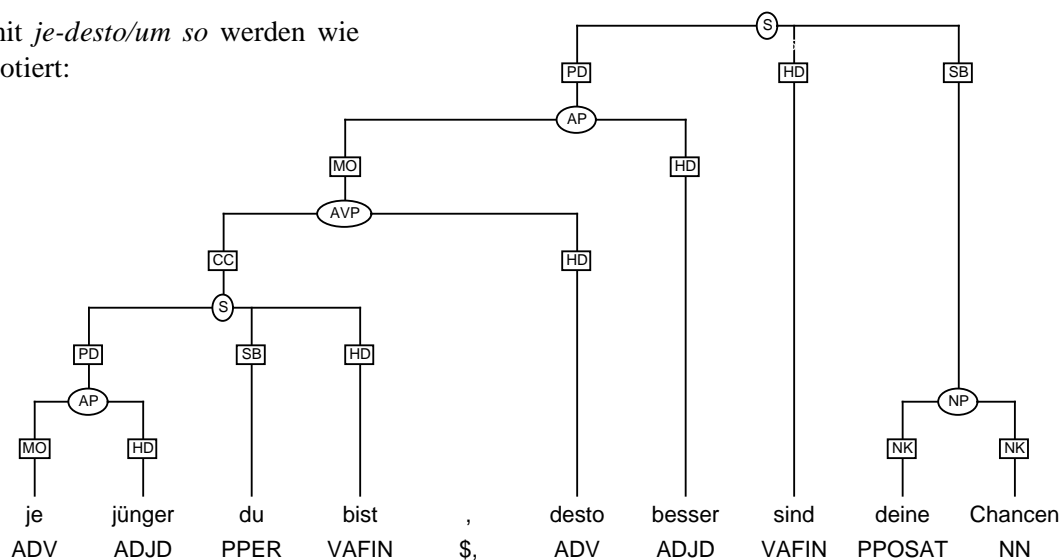 nit je-desto/um so werden wie
otiert:
S
PD HD SB
AP
MO HD
AVP
CC HD
S
PD SB HD
AP NP
MO HD NK NK
je jünger du bist , desto besser sind deine Chancen
ADV ADJD PPER VAFIN $, ADV ADJD VAFIN PPOSAT NN